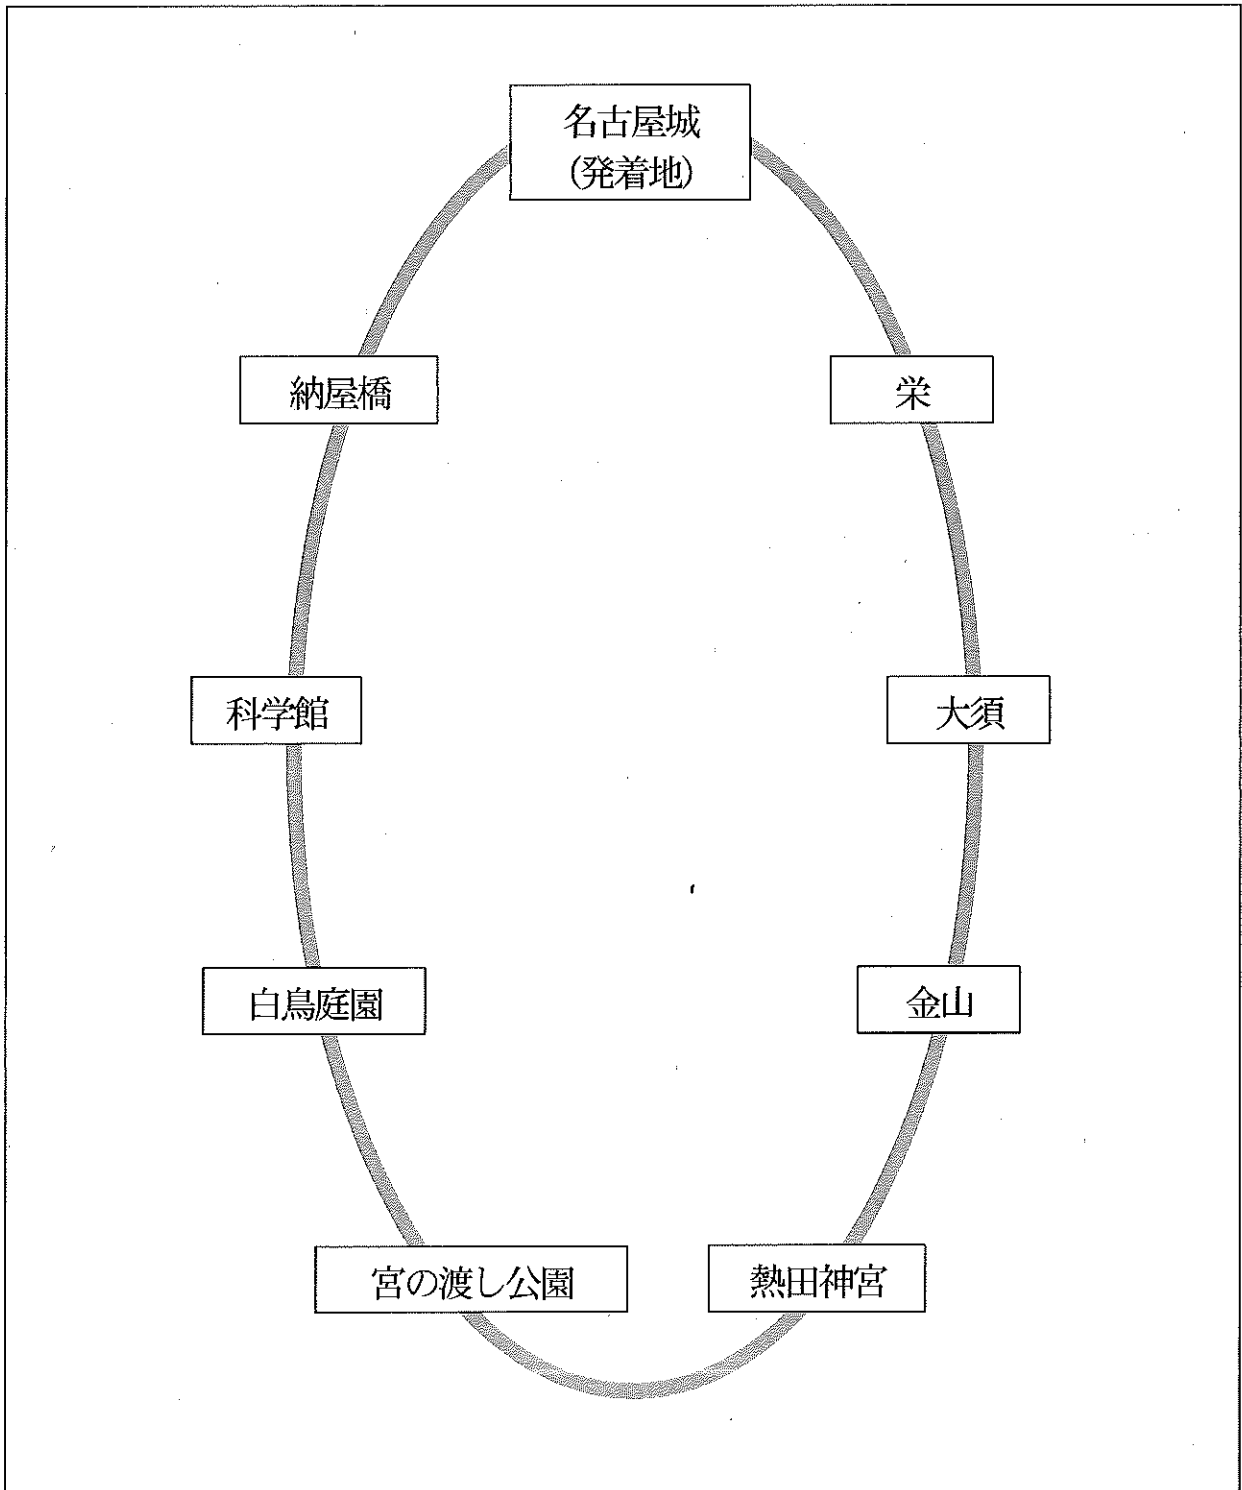 名古屋城
(発着地)
納屋橋
栄
科学館
大須
白鳥庭園
金山
宮の渡し公園
熱田神宮